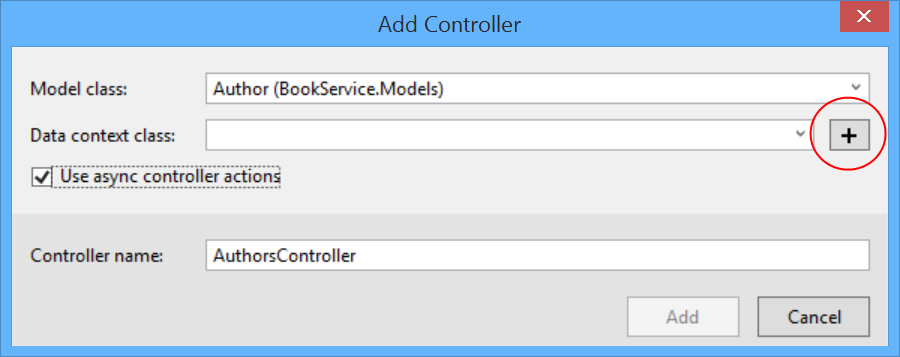 Add Controller
Model class: Author (BookService.Models)
Data context class:
Use async controller actions
Controller name: AuthorsController
Add Cancel